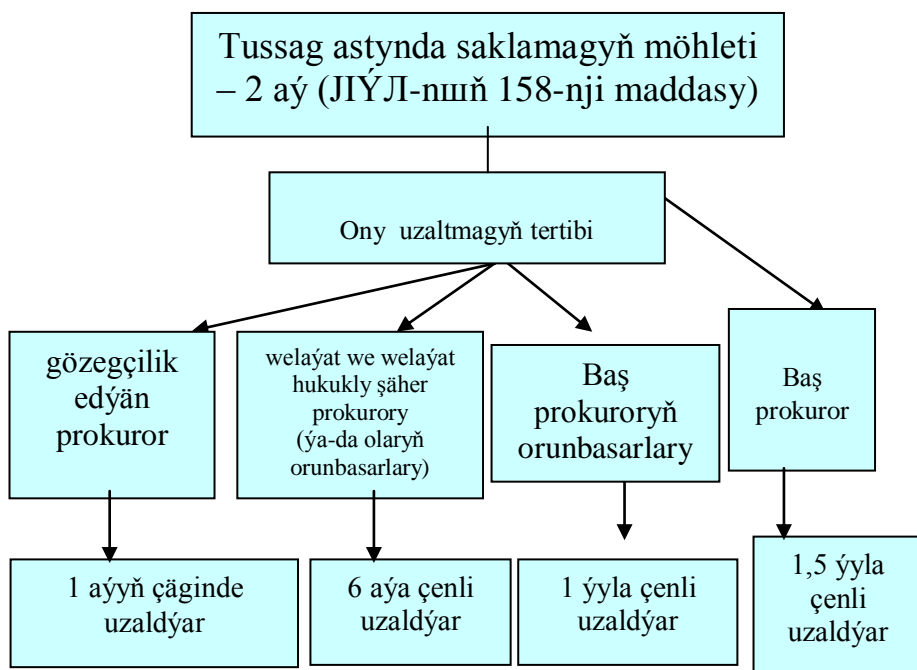 Tussag astynda saklamagyň möhleti
– 2 aý (JIÝЛ-nшň 158-nji maddasy)
Ony uzaltmagyň tertibi
gözegçilik
edýän
prokuror
welaýat we welaýat
hukukly şäher
prokurory
(ýa-da olaryň
orunbasarlary)
Baş
prokuroryň
orunbasarlary
Baş
prokuror
1 aýyň çäginde
uzaldýar
6 aýa çenli
uzaldýar
1 ýyla çenli
uzaldýar
1,5 ýyla
çenli
uzaldýar